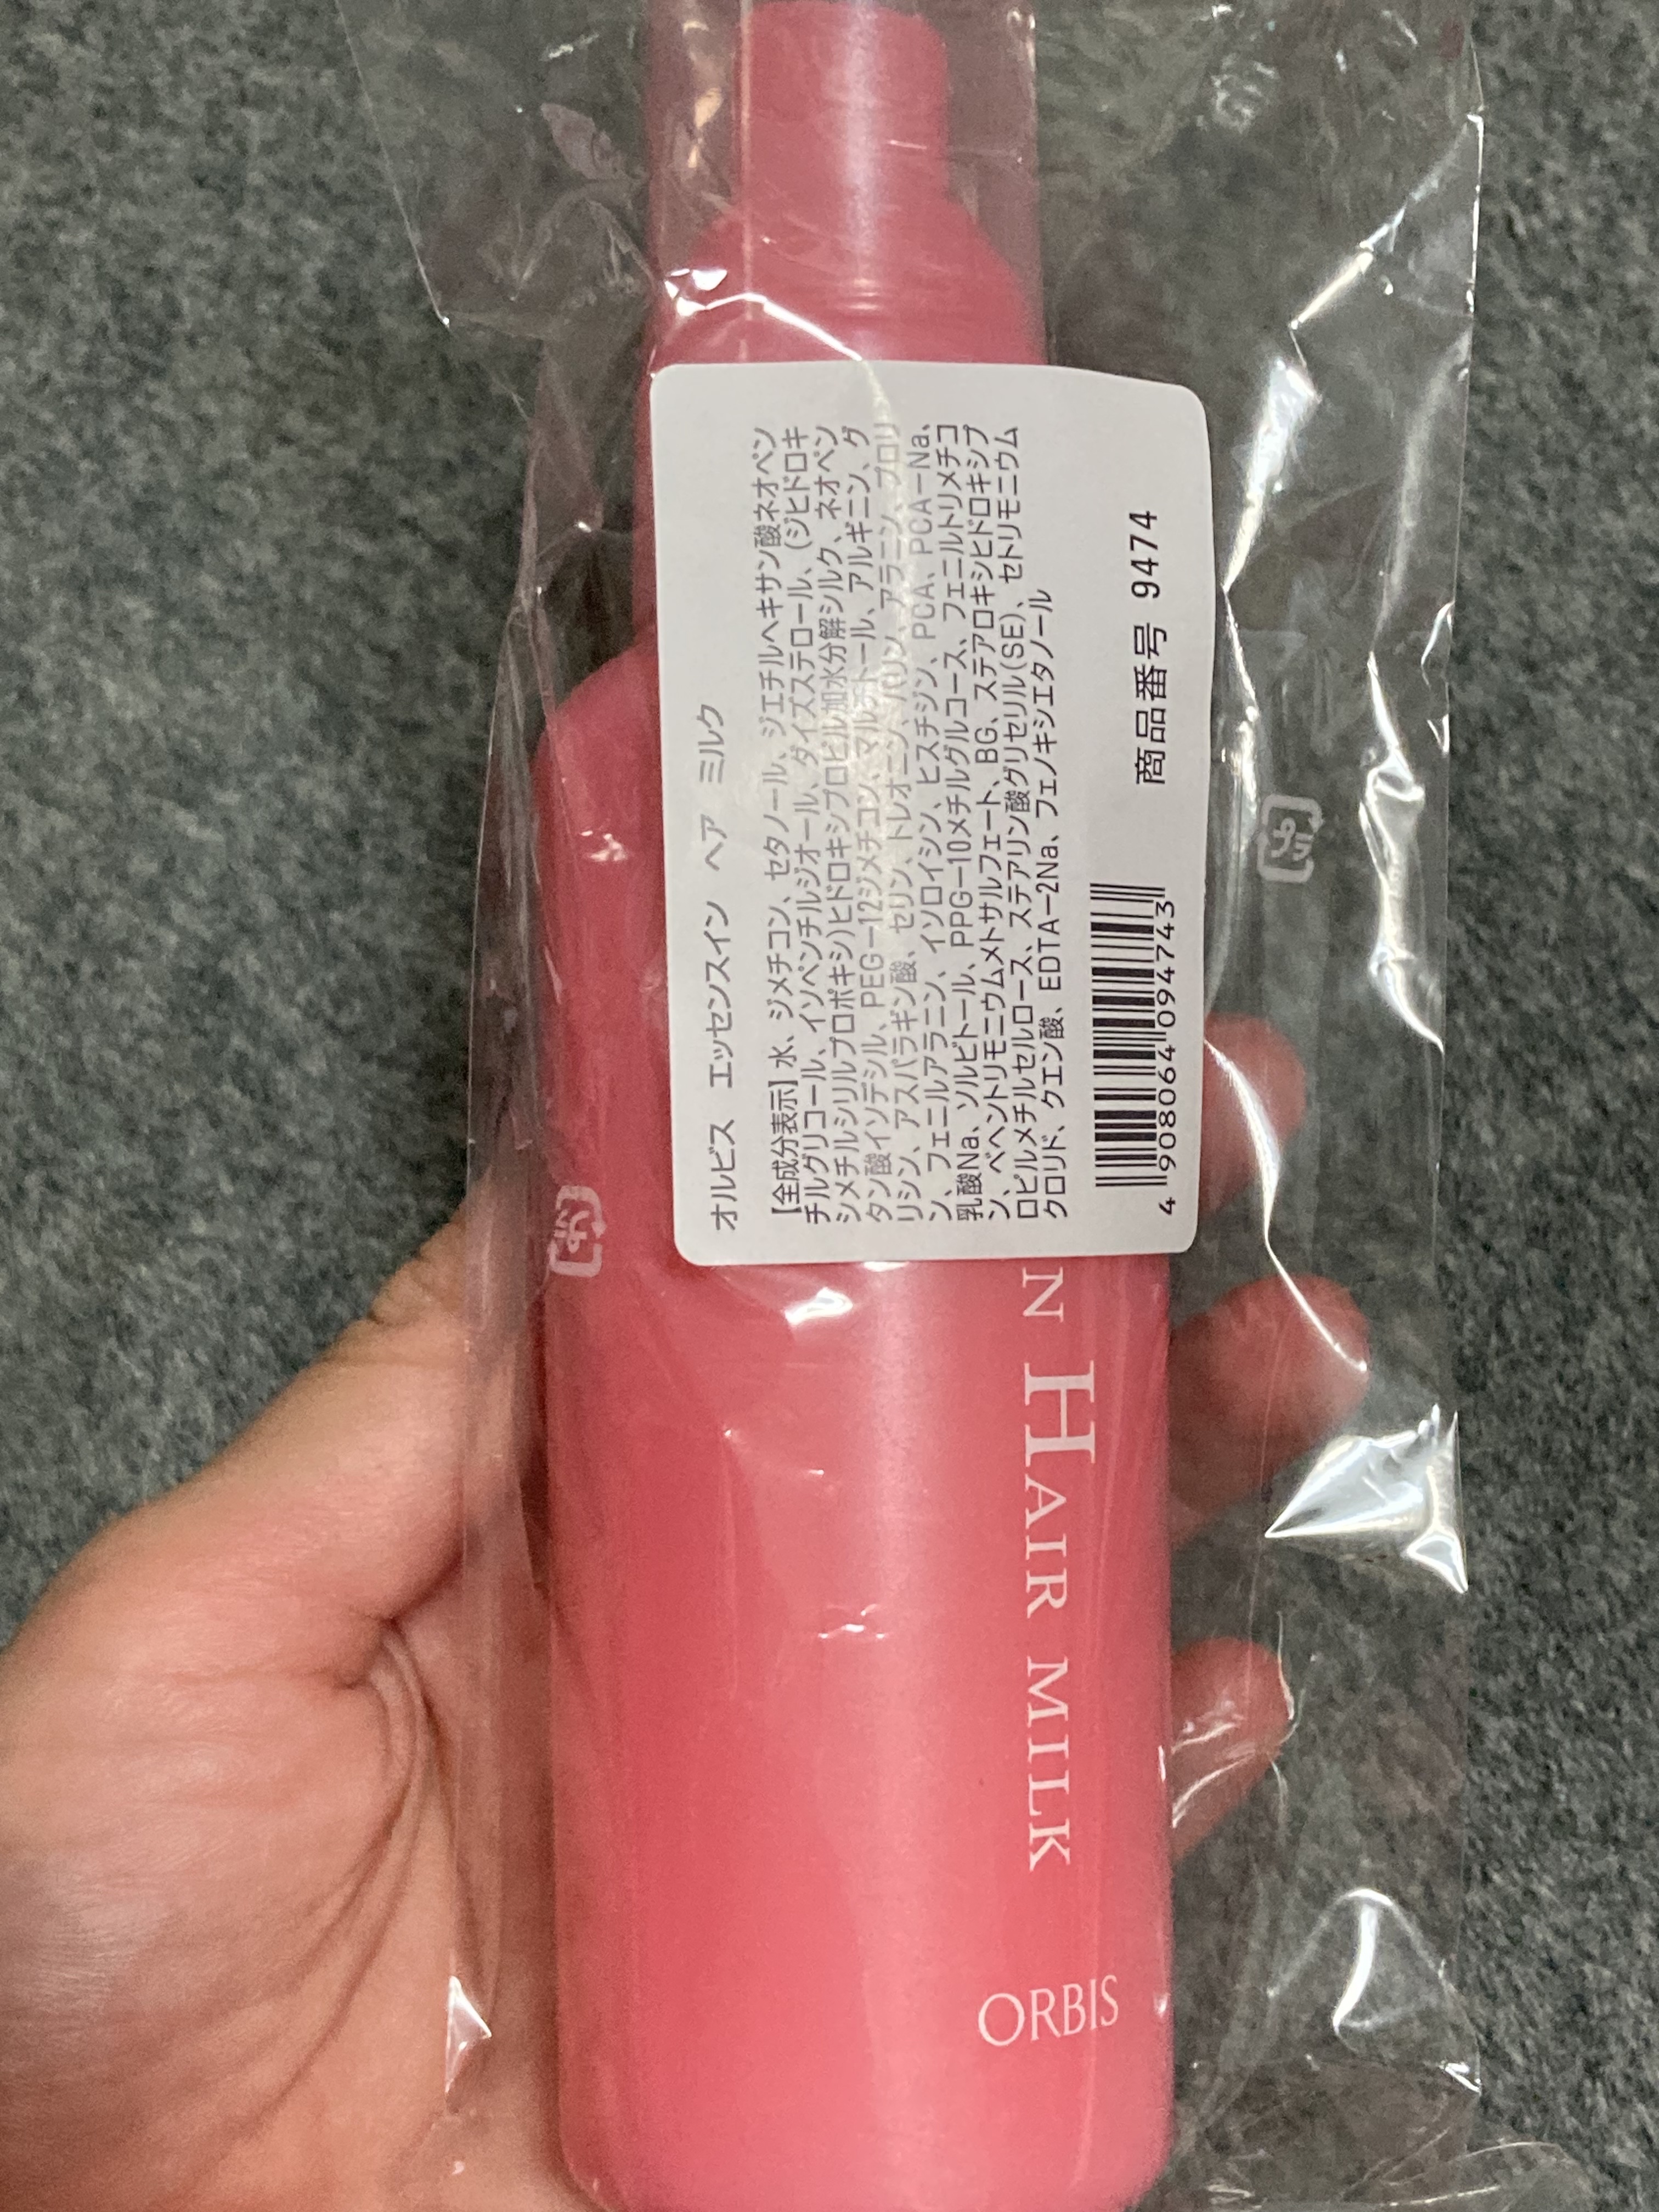 オルビス エッセンスイン ヘア ミルク
【全成分表示】水、ジメチコン、セタノール、ジエチルヘキサン酸ネオペン
チルグリコール、イソペンチルジオール、ダイズステロール、(ジヒドロキ
シメチルシリルプロポキシ)ヒドロキシプロピル加水分解シルク、ネオペン
タン酸イソデシル、PEG-12ジメチコン、マルチトール、アルギニン、グ
リシン、アスパラギン酸、セリン、トレオニン、バリン、アラニン、プロリ
ン、フェニルアラニン、イソロイシン、ヒスチジン、PCA、PCA-Na、
乳酸Na、ソルビトール、PPG-10メチルグルコース、フェニルトリメチコ
ン、ベヘントリモニウムメトサルフェート、BG、ステアロキシヒドロキシプ
ロピルメチルセルロース、ステアリン酸グリセリル(SE)、セトリモニウム
クロリド、クエン酸、EDTA-2Na、フェノキシエタノール
4 908064 094743
商品番号 9474
N HAIR MILK
ORBIS
プラ
プラ